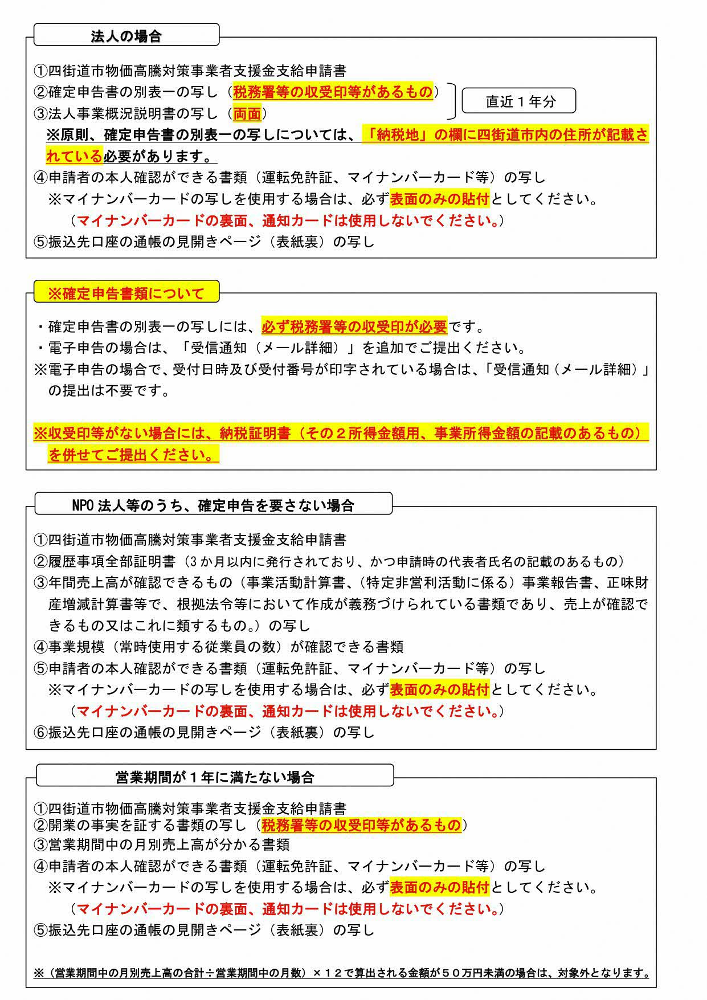 法人の場合
①四街道市物価高騰対策事業者支援金支給申請書
②確定申告書の別表一の写し（税務署等の収受印等があるもの）
③法人事業概況説明書の写し（両面）
直近１年分
※原則、確定申告書の別表一の写しについては、「納税地」の欄に四街道市内の住所が記載さ
れている必要があります。
④申請者の本人確認ができる書類（運転免許証、マイナンバーカード等）の写し
※マイナンバーカードの写しを使用する場合は、必ず表面のみの貼付としてください。
（マイナンバーカードの裏面、通知カードは使用しないでください。）
⑤振込先口座の通帳の見開きページ（表紙裏）の写し
※確定申告書類について
・確定申告書の別表一の写しには、必ず税務署等の収受印が必要です。
・電子申告の場合は、「受信通知（メール詳細）」を追加でご提出ください。
※電子申告の場合で、受付日時及び受付番号が印字されている場合は、「受信通知（メール詳細）」
の提出は不要です。
※収受印等がない場合には、納税証明書（その２所得金額用、事業所得金額の記載のあるもの）
を併せてご提出ください。
NPO 法人等のうち、確定申告を要さない場合
①四街道市物価高騰対策事業者支援金支給申請書
②履歴事項全部証明書（3 か月以内に発行されており、かつ申請時の代表者氏名の記載のあるもの）
③年間売上高が確認できるもの（事業活動計算書、（特定非営利活動に係る）事業報告書、正味財
産増減計算書等で、根拠法令等において作成が義務づけられている書類であり、売上が確認で
きるもの又はこれに類するもの。）の写し
④事業規模（常時使用する従業員の数）が確認できる書類
⑤申請者の本人確認ができる書類（運転免許証、マイナンバーカード等）の写し
※マイナンバーカードの写しを使用する場合は、必ず表面のみの貼付としてください。
（マイナンバーカードの裏面、通知カードは使用しないでください。）
⑥振込先口座の通帳の見開きページ（表紙裏）の写し
営業期間が１年に満たない場合
①四街道市物価高騰対策事業者支援金支給申請書
②開業の事実を証する書類の写し（税務署等の収受印等があるもの）
③営業期間中の月別売上高が分かる書類
④申請者の本人確認ができる書類（運転免許証、マイナンバーカード等）の写し
※マイナンバーカードの写しを使用する場合は、必ず表面のみの貼付としてください。
（マイナンバーカードの裏面、通知カードは使用しないでください。）
⑤振込先口座の通帳の見開きページ（表紙裏）の写し
※（営業期間中の月別売上高の合計÷営業期間中の月数）×１２で算出される金額が５０万円未満の場合は、対象外となります。